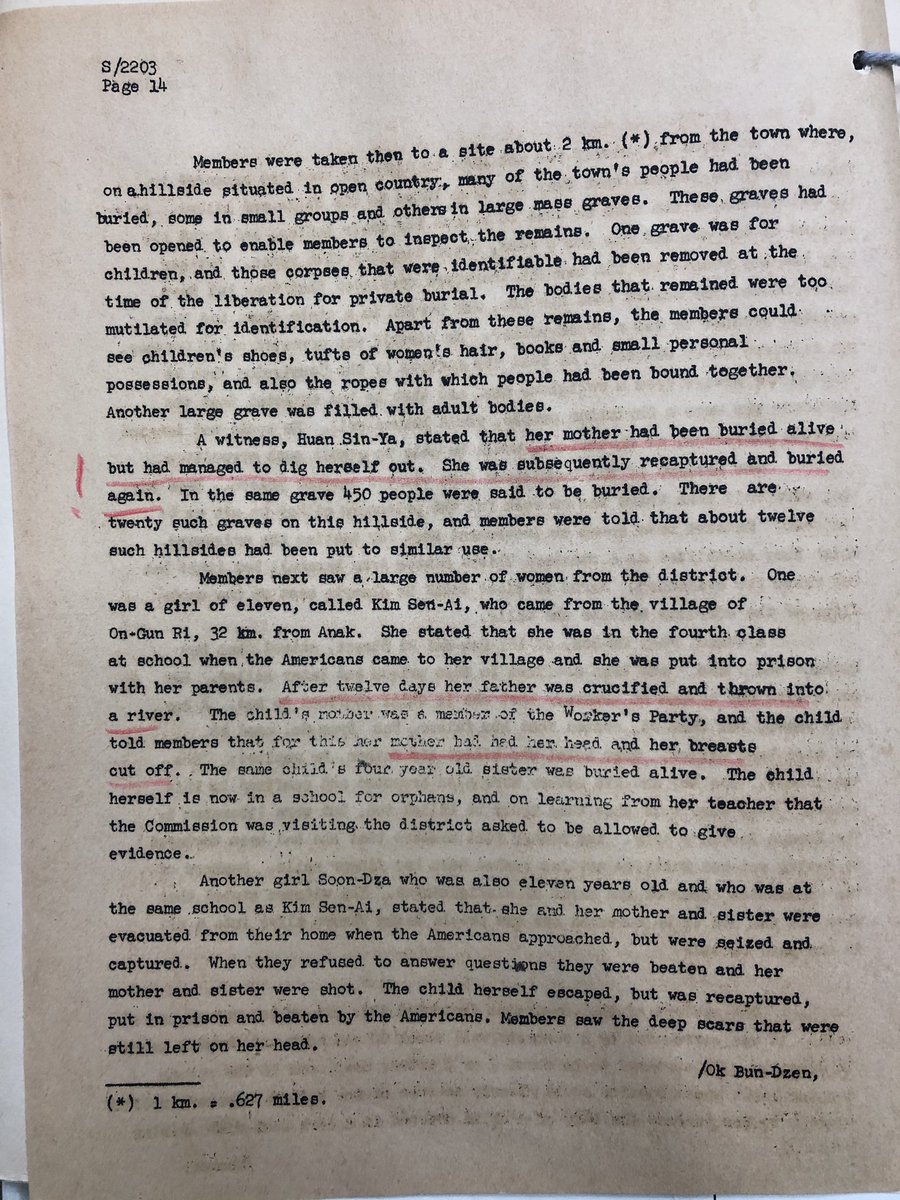 S/2203
Page 14
Members were taken then to a site about 2 km. (*) from the town where,
on a hillside situated in open country, many of the town's people had been
buried, some in small groups and others in large mass graves. These graves had
been opened to enable members to inspect the remains. One grave was for
children, and those corpses that were identifiable had been removed at the
time of the liberation for private burial. The bodies that remained were too
mutilated for identification. Apart from these remains, the members could
see children's shoes, tufts of women's hair, books and small personal
possessions, and also the ropes with which people had been bound together.
Another large grave was filled with adult bodies.
A witness, Huan Sin-Ya, stated that her mother had been buried alive
but had managed to dig herself out. She was subsequently recaptured and buried
again. In the same grave 450 people were said to be buried. There are
twenty such graves on this hillside, and members were told that about twelve
such hillsides had been put to similar use.
Members next saw a large number of women from the district. One
was a girl of eleven, called Kim Sen-Ai, who came from the village of
On-Gun Ri, 32 km. from Anak. She stated that she was in the fourth class
at school when the Americans came to her village and she was put into prison
with her parents. After twelve days her father was crucified and thrown into
a river. The child's mother was a member of the Worker's Party, and the child
told members that for this her mother had had her head and her breasts
cut off. The same child's four year old sister was buried alive. The child
herself is now in a school for orphans, and on learning from her teacher that
the Commission was visiting the district asked to be allowed to give
evidence.
Another girl Soon-Dza who was also eleven years old and who was at
the same school as Kim Sen-Ai, stated that she and her mother and sister were
evacuated from their home when the Americans approached, but were seized and
captured. When they refused to answer questions they were beaten and her
mother and sister were shot. The child herself escaped, but was recaptured,
put in prison and beaten by the Americans. Members saw the deep scars that were
still left on her head.
/Ok Bun-Dzen,
(*) 1 km. = .627 miles.